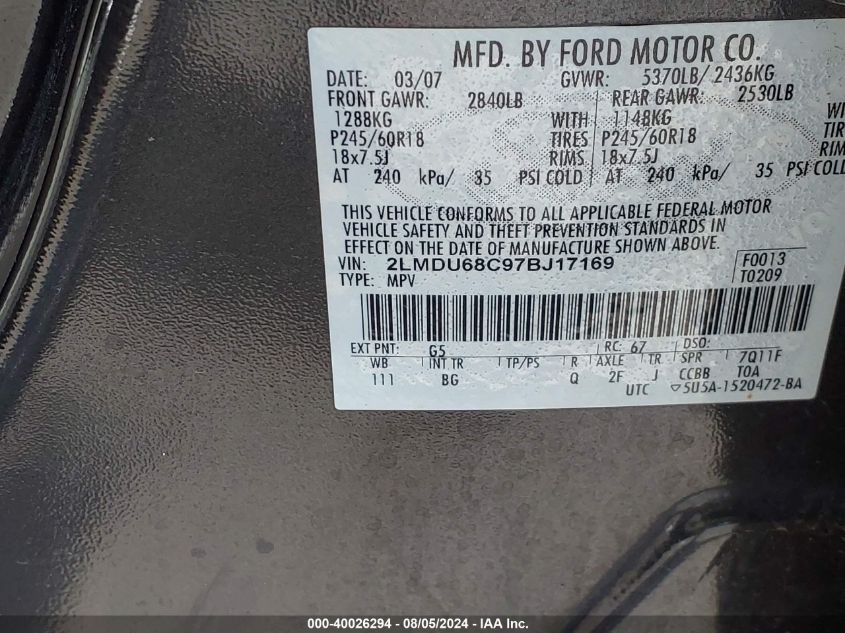 MFD. BY FORD MOTOR CO.
DATE: 03/07 GVWR: 5370LB/ 2436KG
FRONT GAWR: 2840LB REAR GAWR: 2530LB
1288KG WITH 1148KG WITH
P245/60R18 TIRES P245/60R18 TIRE
18x7.5J RIMS 18x7.5J RIMS
AT 240 kPa/ 35 PSI COLD AT 240 kPa/ 35 PSI COLD
THIS VEHICLE CONFORMS TO ALL APPLICABLE FEDERAL MOTOR
VEHICLE SAFETY AND THEFT PREVENTION STANDARDS IN
EFFECT ON THE DATE OF MANUFACTURE SHOWN ABOVE.
VIN: 2LMDU68C97BJ17169 F0013
TYPE: MPV T0209
EXT PNT: G5 RC: 67 DSO:
WB INT TR TP/PS R AXLE TR SPR 7Q11F
111 BG Q 2F J CCBB TOA
UTC ▽5U5A-1520472-BA
000-40026294 - 08/05/2024 - IAA Inc.